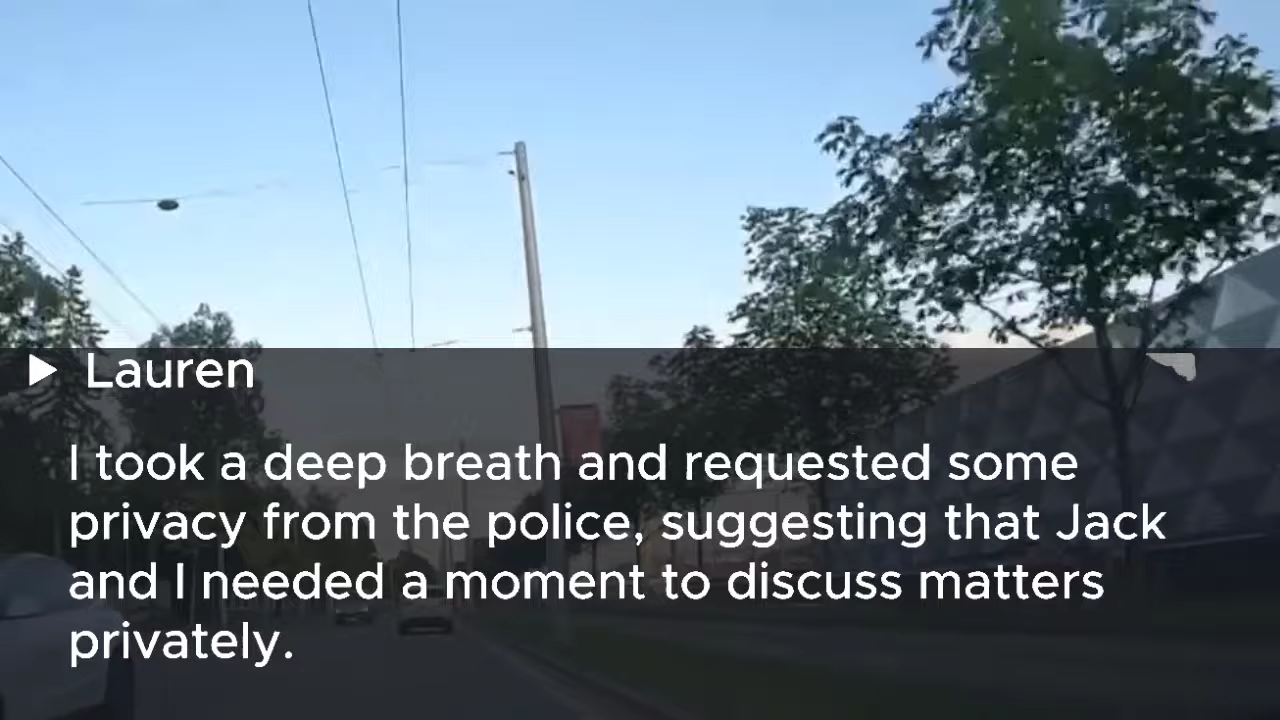 Lauren
I took a deep breath and requested some
privacy from the police, suggesting that Jack
and I needed a moment to discuss matters
privately.